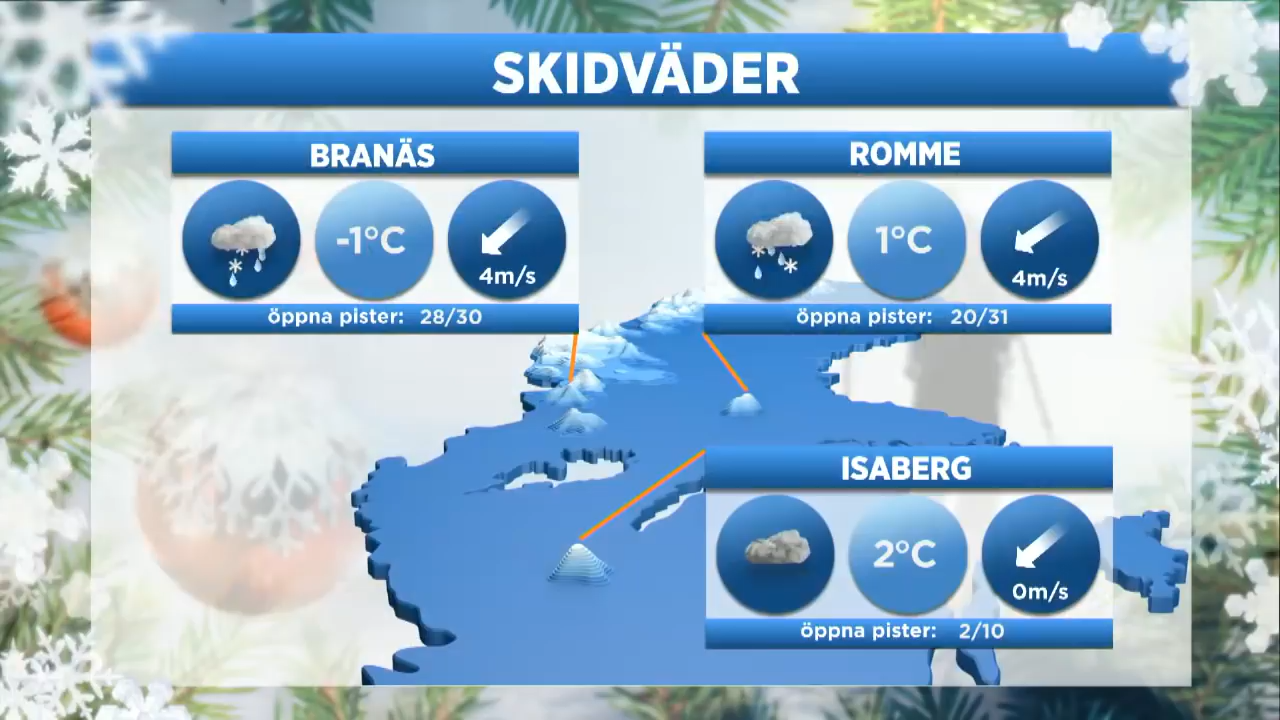 SKIDVÄDER
BRANÄS
-1°C
4m/s
öppna pister: 28/30
ROMME
1°C
4m/s
öppna pister: 20/31
ISABERG
2°C
0m/s
öppna pister: 2/10